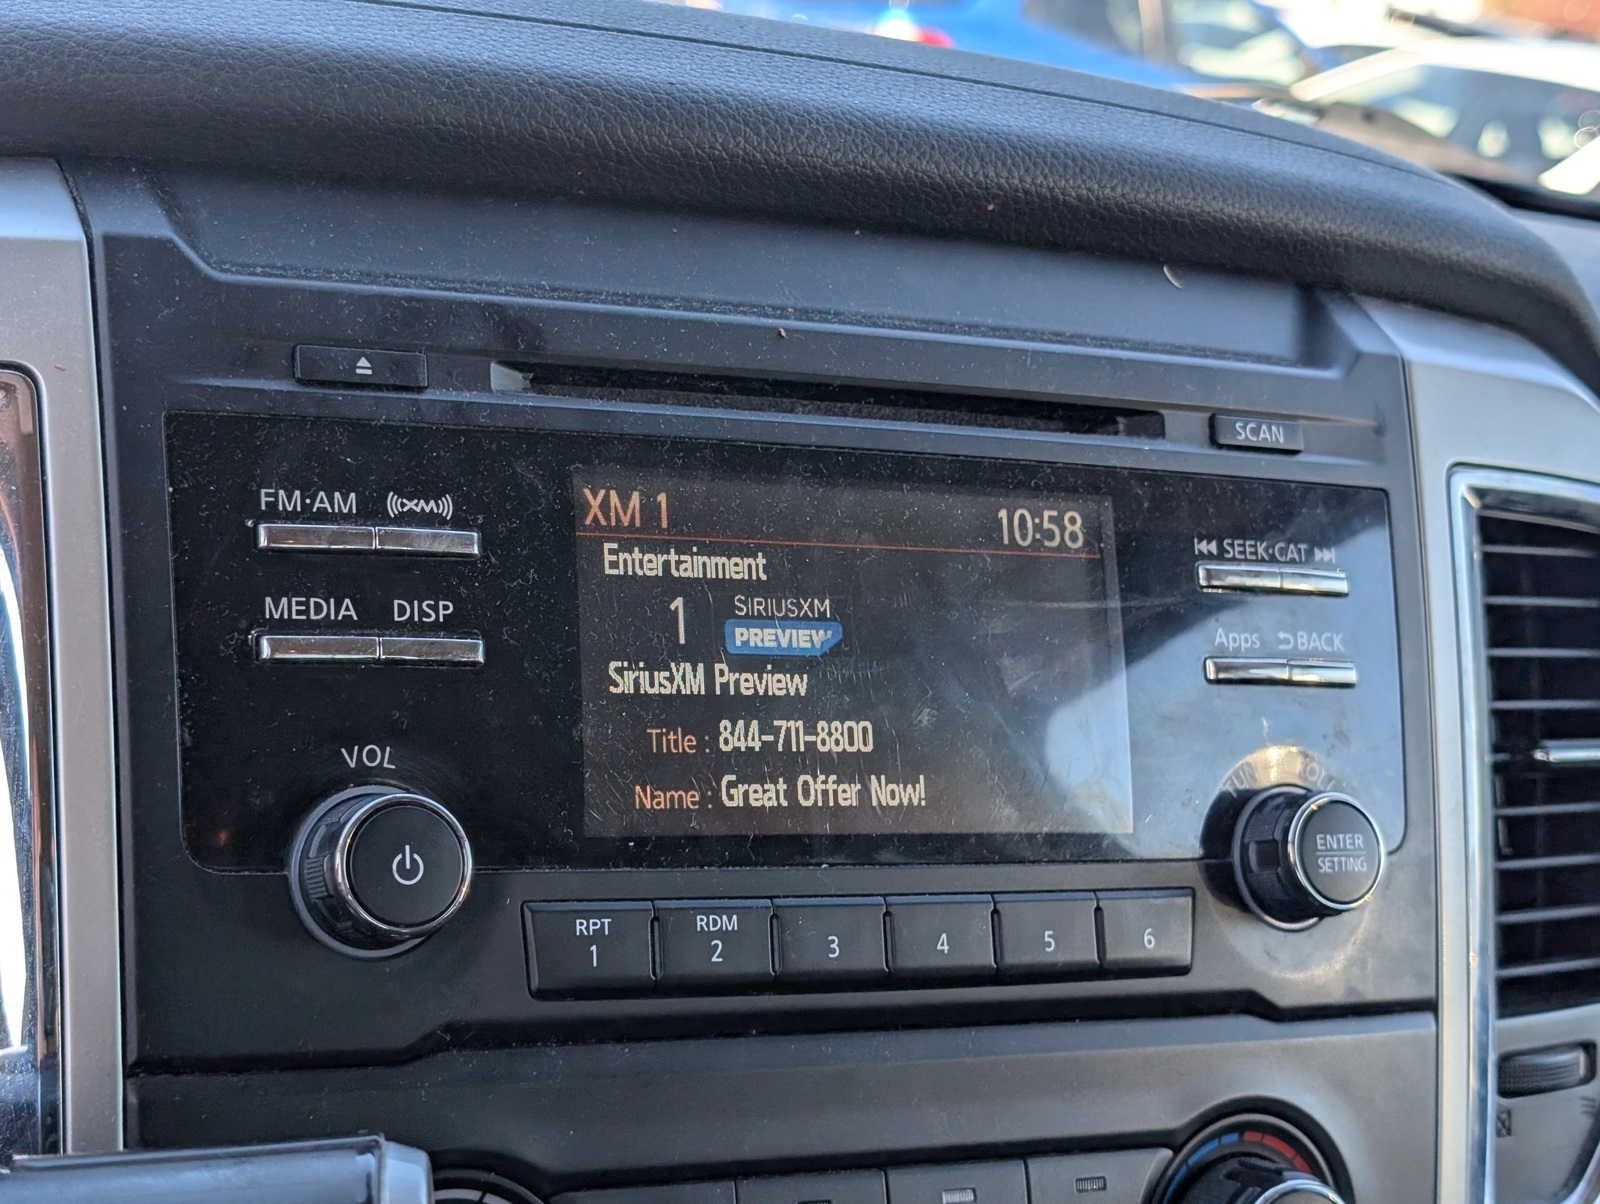 SCAN
FM·AM ((XM))
XM 1 10:58
Entertainment
1 SIRIUSXM
PREVIEW
SiriusXM Preview
Title : 844-711-8800
Name : Great Offer Now!
MEDIA DISP
VOL
SEEK·CAT
Apps BACK
ENTER
SETTING
RPT
1
RDM
2
3
4
5
6